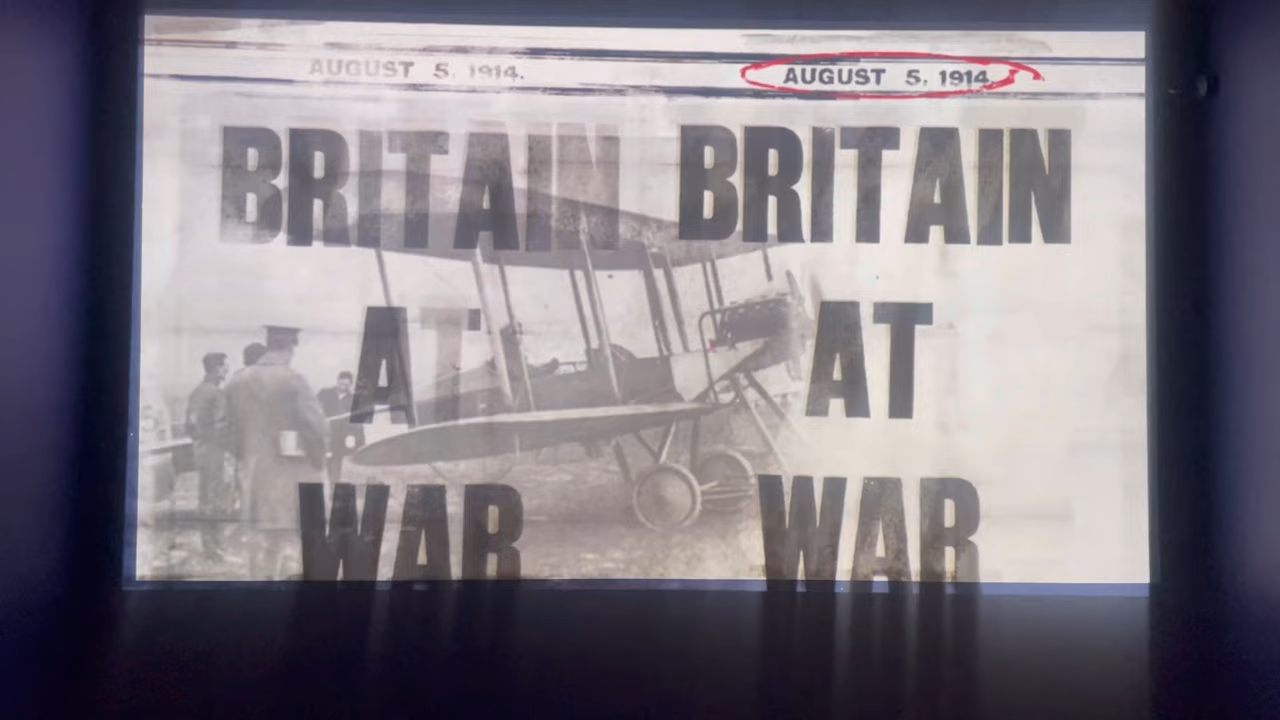 AUGUST 5, 1914. AUGUST 5, 1914.
BRITAIN BRITAIN
AT AT
WAR WAR